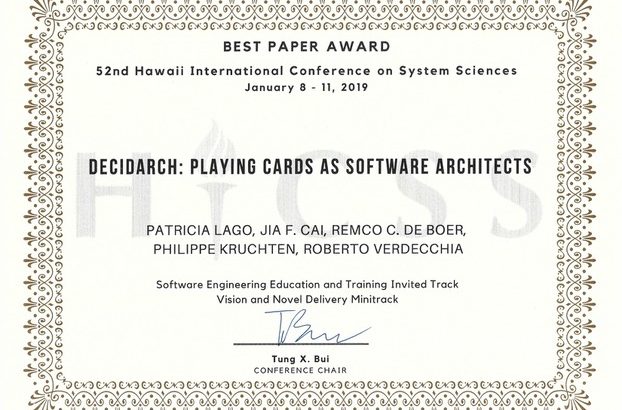 BEST PAPER AWARD
52nd Hawaii International Conference on System Sciences
January 8 - 11, 2019
HICSS
DECIDARCH: PLAYING CARDS AS SOFTWARE ARCHITECTS
PATRICIA LAGO, JIA F. CAI, REMCO C. DE BOER,
PHILIPPE KRUCHTEN, ROBERTO VERDECCHIA
Software Engineering Education and Training Invited Track
Vision and Novel Delivery Minitrack
Tung X. Bui
CONFERENCE CHAIR